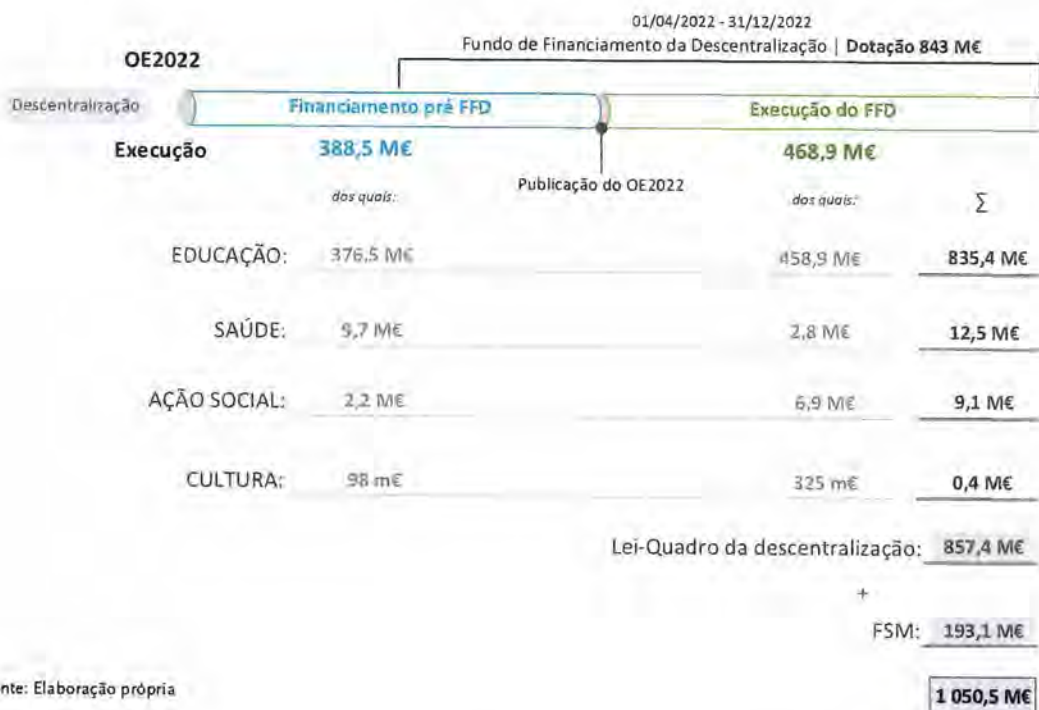 01/04/2022 - 31/12/2022
Fundo de Financiamento da Descentralização | Dotação 843 M€
OE2022
Descentralização
Financiamento pré FFD
Execução do FFD
Execução
388,5 M€
468,9 M€
Publicação do OE2022
dos quais:
dos quais:
∑
EDUCAÇÃO: 376,5 M€ 458,9 M€ 835,4 M€
SAÚDE: 9,7 M€ 2,8 M€ 12,5 M€
AÇÃO SOCIAL: 2,2 M€ 6,9 M€ 9,1 M€
CULTURA: 98 m€ 325 m€ 0,4 M€
Lei-Quadro da descentralização: 857,4 M€
+
FSM: 193,1 M€
nte: Elaboração própria
1 050,5 M€